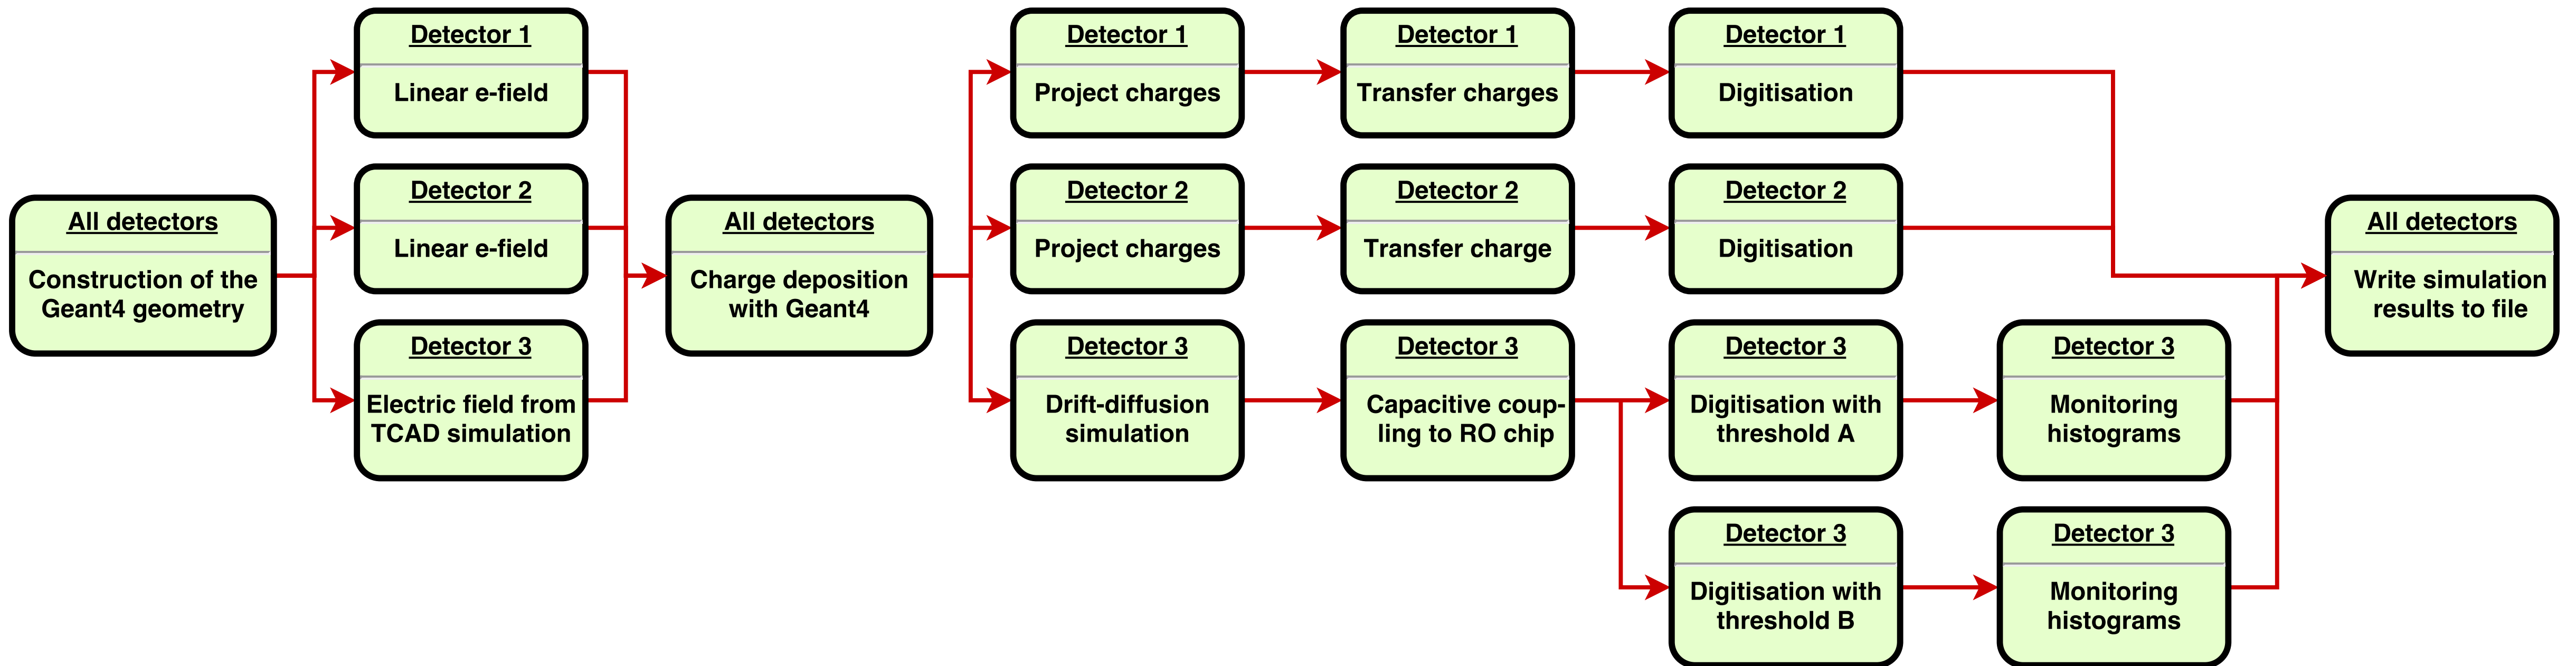 All detectors
Construction of the
Geant4 geometry
Detector 1
Linear e-field
Detector 2
Linear e-field
Detector 3
Electric field from
TCAD simulation
All detectors
Charge deposition
with Geant4
Detector 1
Project charges
Detector 1
Transfer charges
Detector 1
Digitisation
Detector 2
Project charges
Detector 2
Transfer charge
Detector 2
Digitisation
Detector 3
Drift-diffusion
simulation
Detector 3
Capacitive coup-
ling to RO chip
Detector 3
Digitisation with
threshold A
Detector 3
Monitoring
histograms
Detector 3
Digitisation with
threshold B
Detector 3
Monitoring
histograms
All detectors
Write simulation
results to file